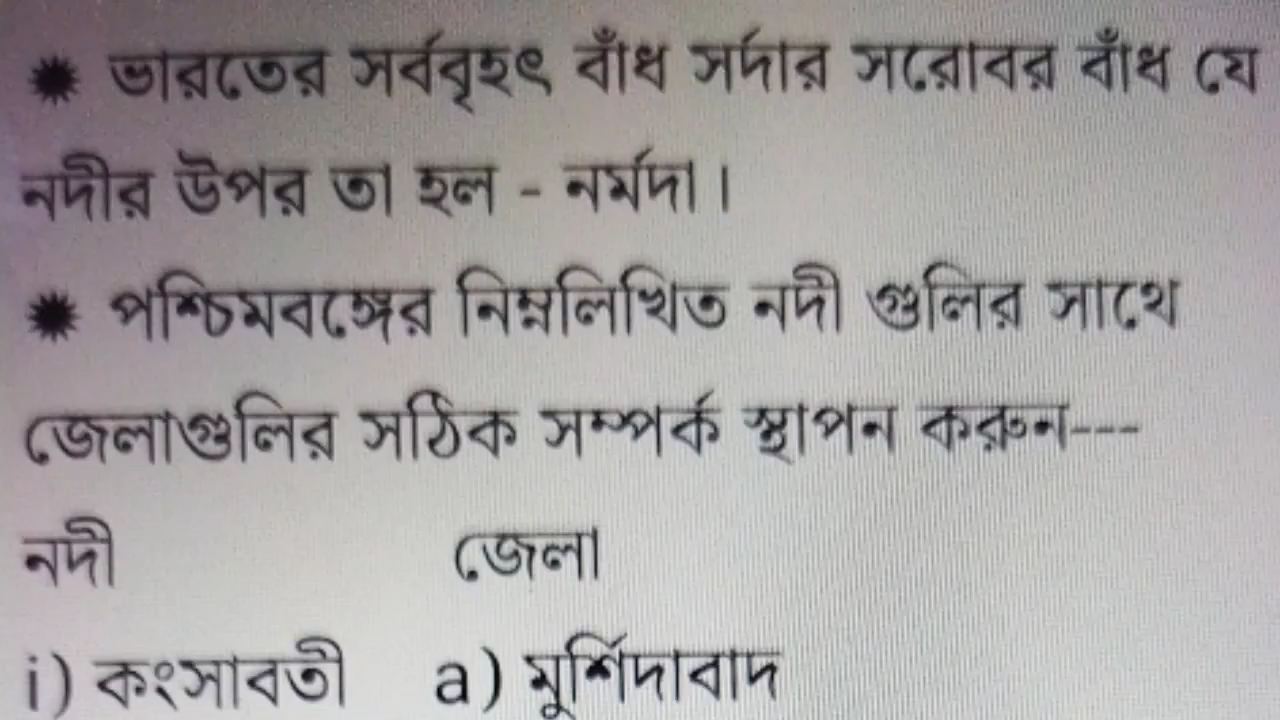 ✷ ভারতের সর্ববৃহৎ বাঁধ সর্দার সরোবর বাঁধ যে
নদীর উপর তা হল - নর্মদা।
✷ পশ্চিমবঙ্গের নিম্নলিখিত নদী গুলির সাথে
জেলাগুলির সঠিক সম্পর্ক স্থাপন করুন---
নদী জেলা
i) কংসাবতী a) মুর্শিদাবাদ